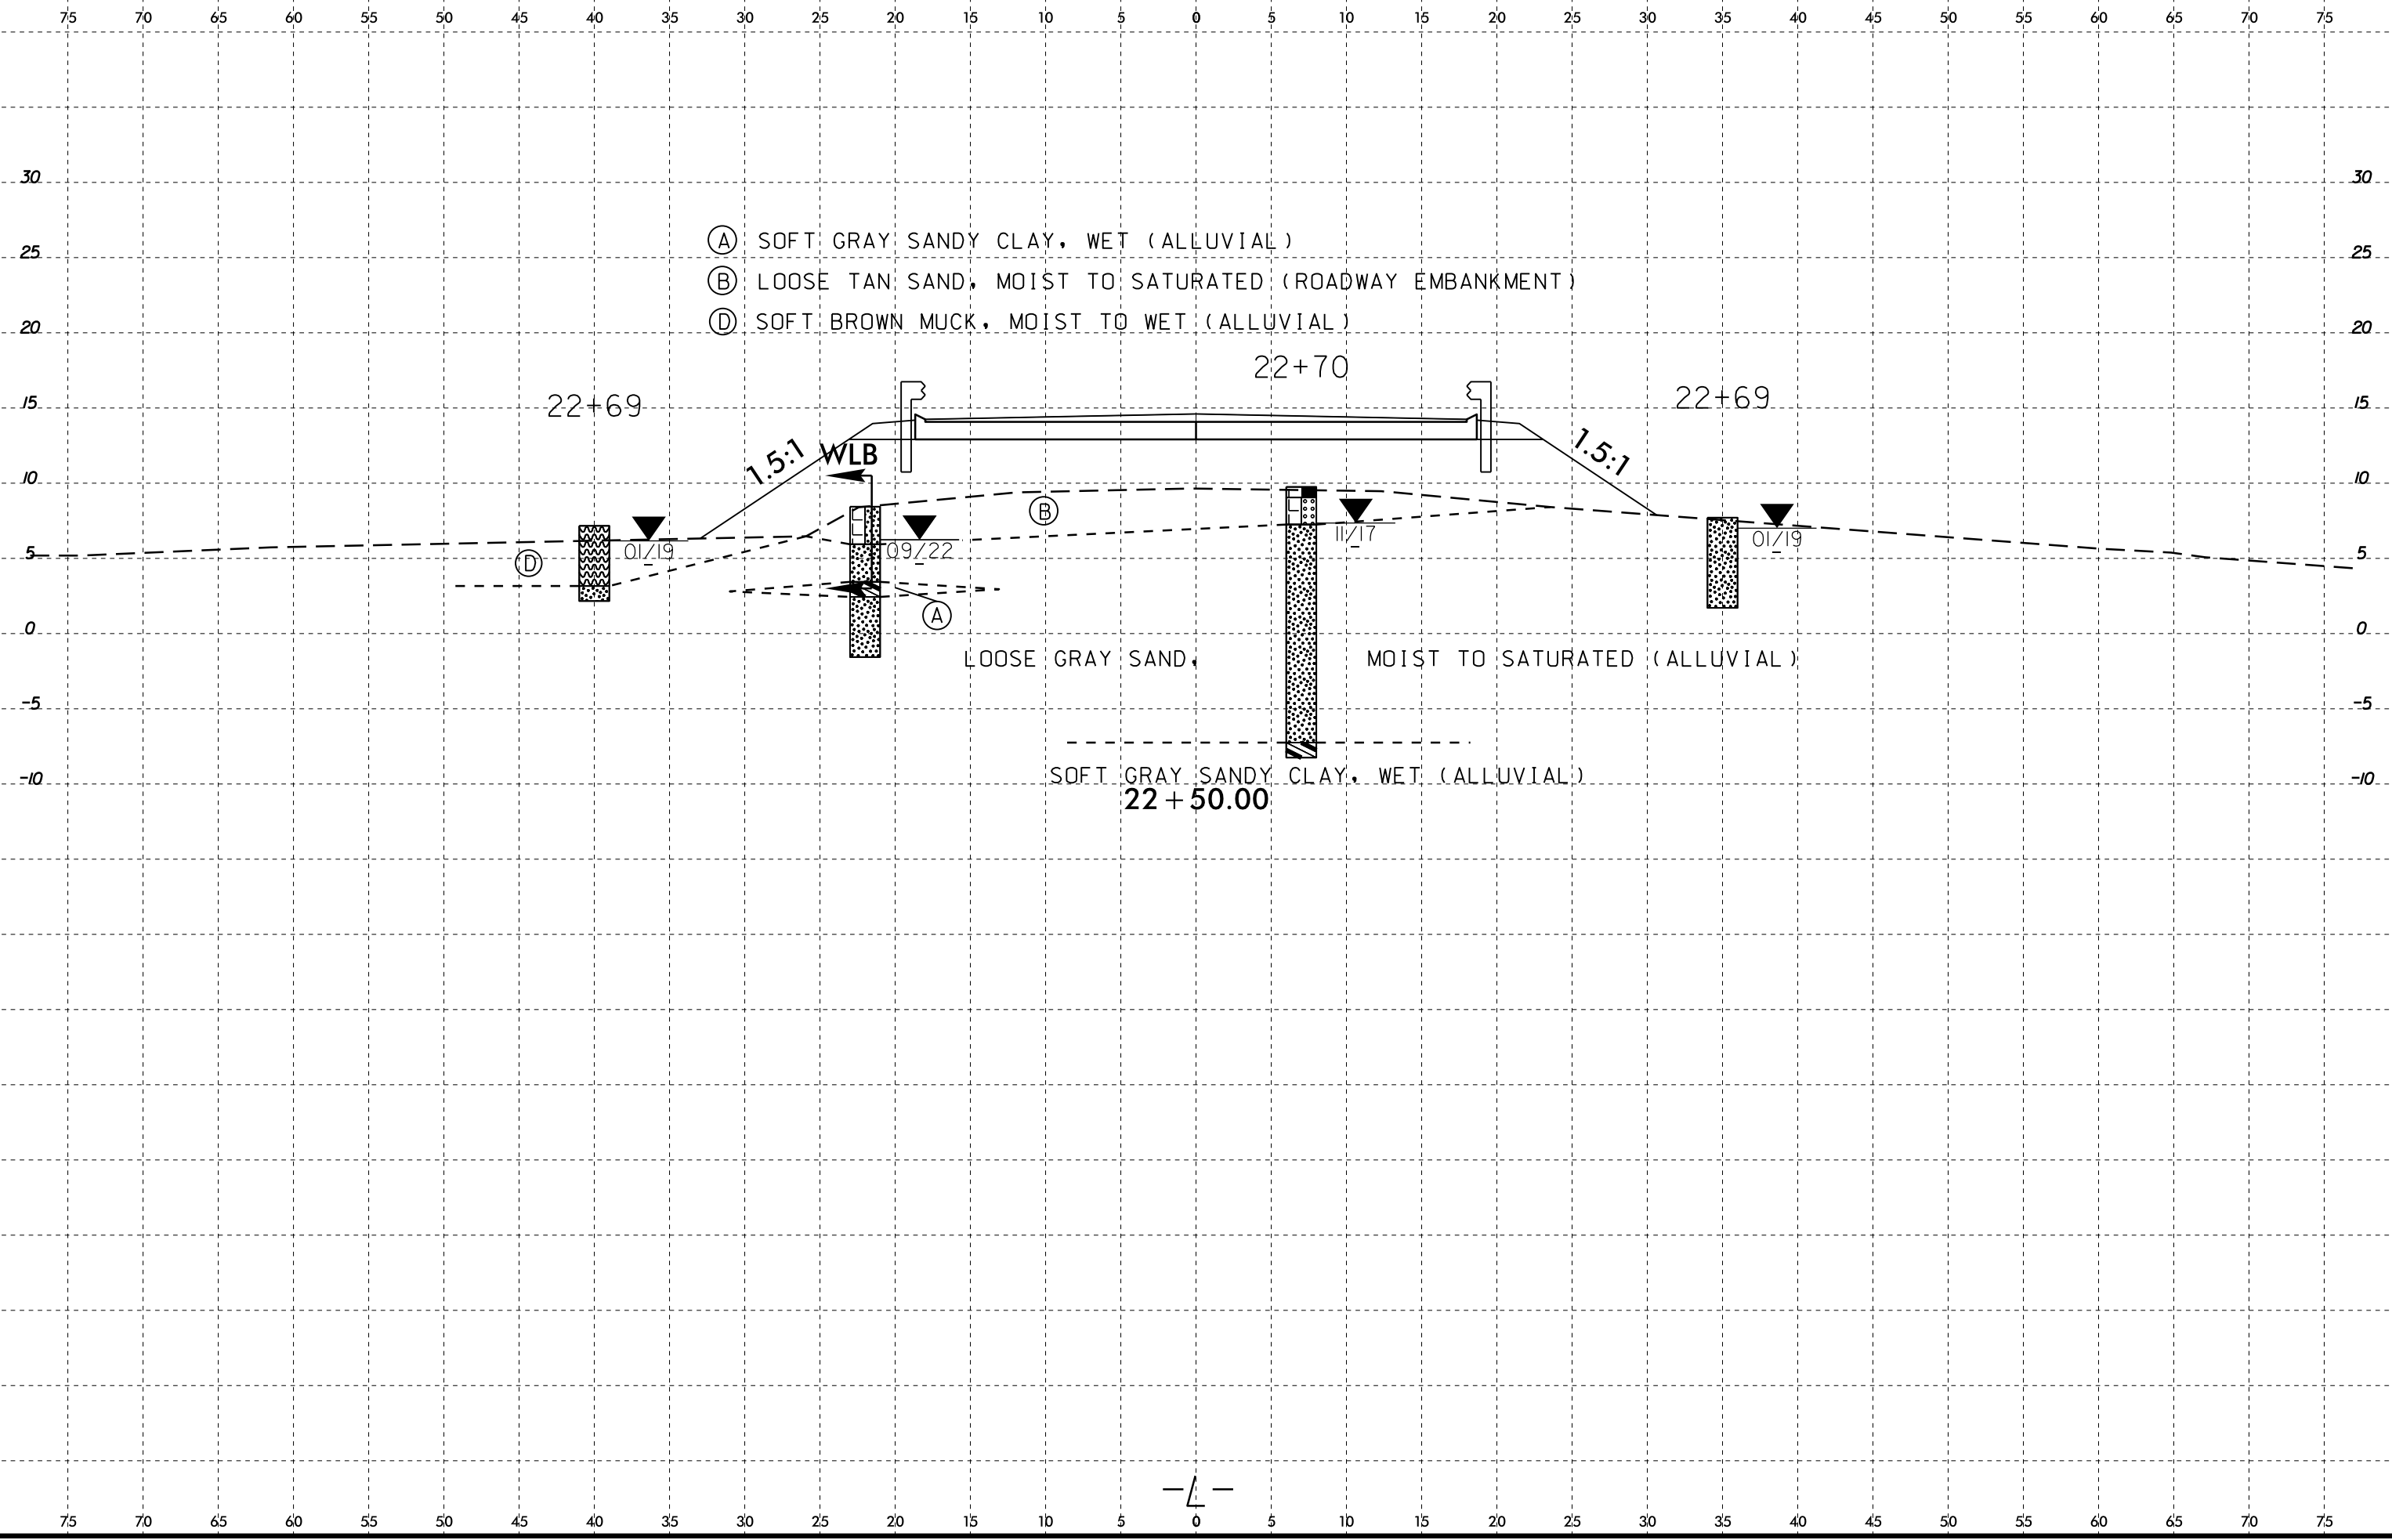 75 70 65 60 55 50 45 40 35 30 25 20 15 10 5 0 5 10 15 20 25 30 35 40 45 50 55 60 65 70 75
30 30
A SOFT GRAY SANDY CLAY, WET (ALLUVIAL)
25 25
B LOOSE TAN SAND, MOIST TO SATURATED (ROADWAY EMBANKMENT)
D SOFT BROWN MUCK, MOIST TO WET (ALLUVIAL)
20 20
22+70
22+69 22+69
15 15
1.5:1 WLB 1.5:1
10 10
B
01/19 09/22 11/17 01/19
5 D 5
A
0 0
LOOSE GRAY SAND, MOIST TO SATURATED (ALLUVIAL)
-5 -5
SOFT GRAY SANDY CLAY, WET (ALLUVIAL)
-10 -10
22+50.00
-L-
75 70 65 60 55 50 45 40 35 30 25 20 15 10 5 0 5 10 15 20 25 30 35 40 45 50 55 60 65 70 75